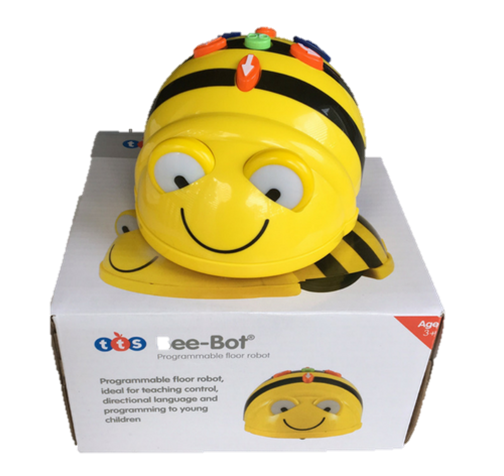 tts
ee-Bot®
Programmable floor robot
Age
3+
Programmable floor robot,
ideal for teaching control,
directional language and
programming to young
children